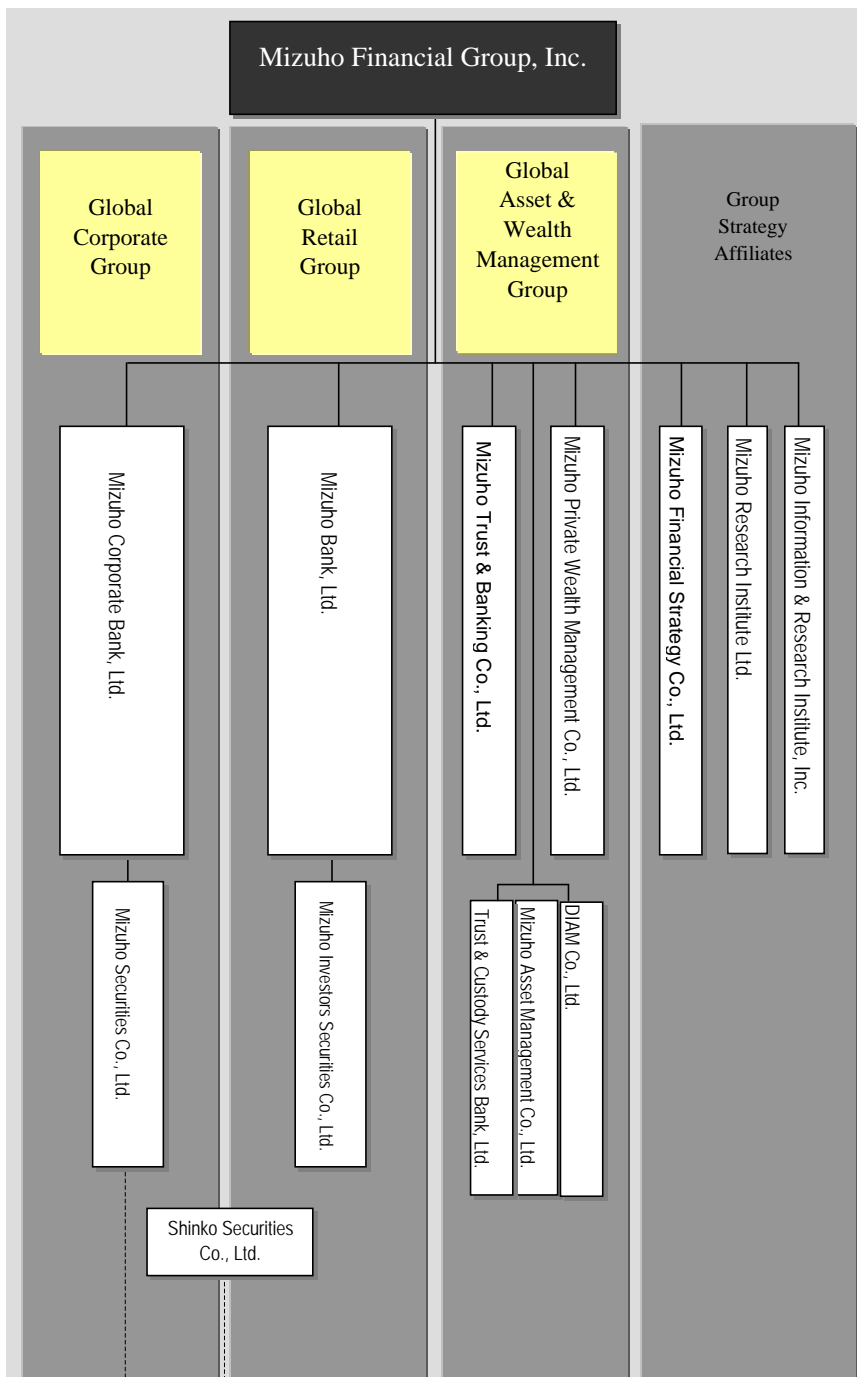 Mizuho Financial Group, Inc.
Global
Corporate
Group
Global
Retail
Group
Global
Asset &
Wealth
Management
Group
Group
Strategy
Affiliates
Mizuho Corporate Bank, Ltd.
Mizuho Bank, Ltd.
Mizuho Trust & Banking Co., Ltd.
Mizuho Private Wealth Management Co., Ltd.
Mizuho Financial Strategy Co., Ltd.
Mizuho Research Institute Ltd.
Mizuho Information & Research Institute, Inc.
Mizuho Securities Co., Ltd.
Mizuho Investors Securities Co., Ltd.
Trust & Custody Services Bank, Ltd.
Mizuho Asset Management Co., Ltd.
DIAM Co., Ltd.
Shinko Securities
Co., Ltd.